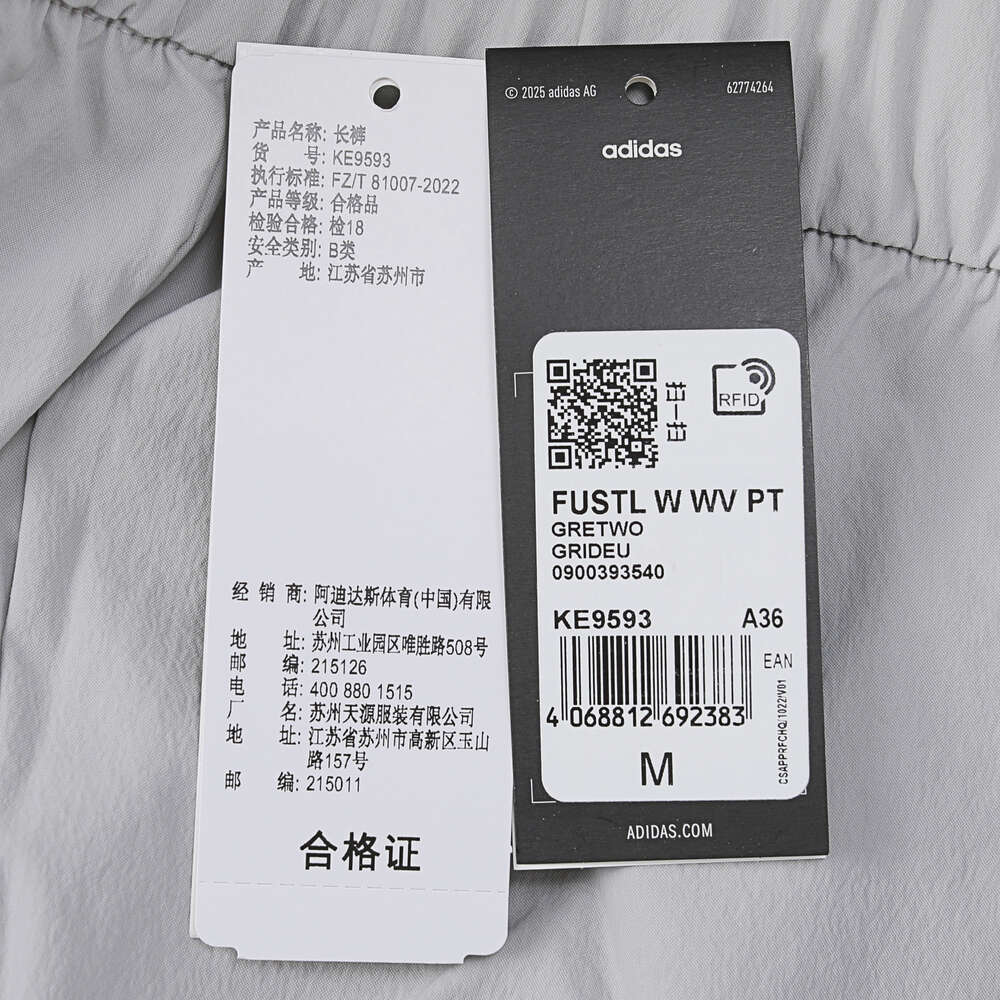 产品名称: 长裤
货 号: KE9593
执行标准: FZ/T 81007-2022
产品等级: 合格品
检验合格: 检18
安全类别: B类
产 地: 江苏省苏州市
经 销 商: 阿迪达斯体育(中国)有限
公司
地 址: 苏州工业园区唯胜路508号
邮 编: 215126
电 话: 400 880 1515
厂 名: 苏州天源服装有限公司
地 址: 江苏省苏州市高新区玉山
路157号
邮 编: 215011
合格证
© 2025 adidas AG
62774264
adidas
扫一扫
RFID
FUSTL W WV PT
GRETWO
GRIDEU
0900393540
KE9593
A36
EAN
4 068812 692383
CSAPPRFCHQ/1022/V01
M
ADIDAS.COM